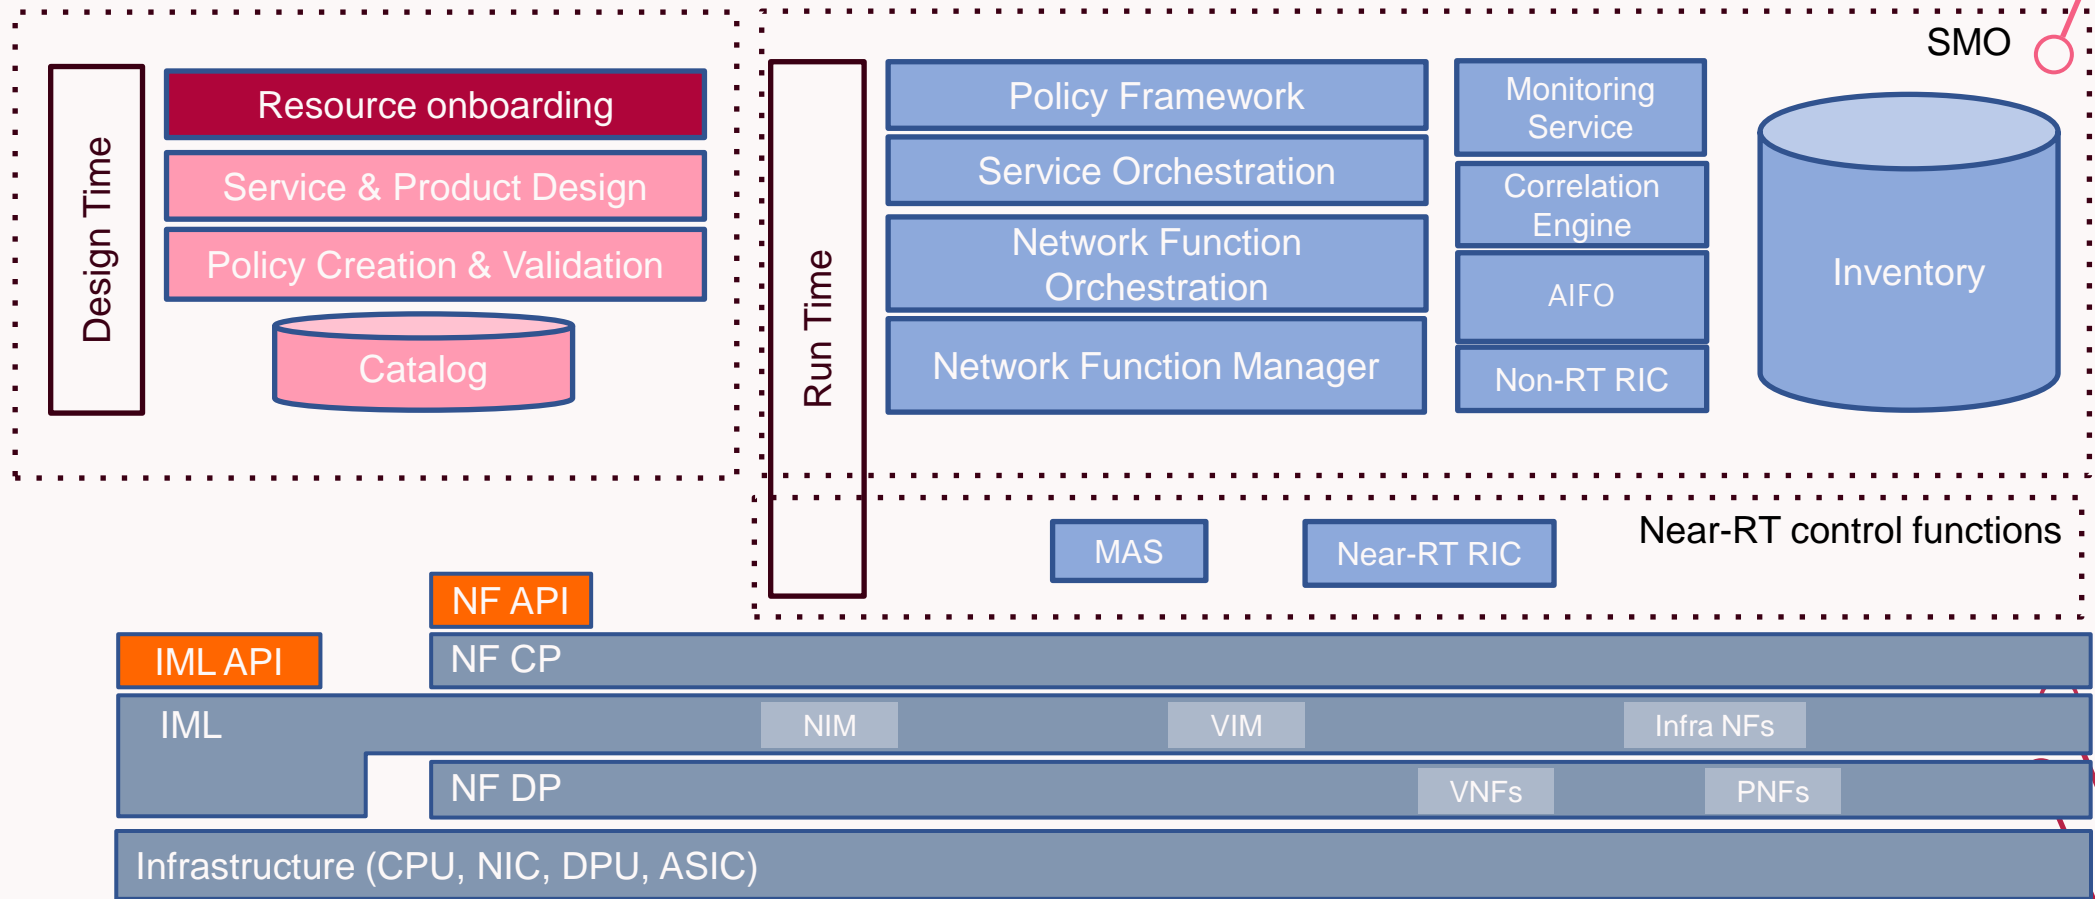 SMO
Design Time
Resource onboarding
Service & Product Design
Policy Creation & Validation
Catalog
Run Time
Policy Framework
Service Orchestration
Network Function
Orchestration
Network Function Manager
Monitoring
Service
Correlation
Engine
AIFO
Non-RT RIC
Inventory
Near-RT control functions
MAS
Near-RT RIC
NF API
IML API
NF CP
IML
NIM
VIM
Infra NFs
NF DP
VNFs
PNFs
Infrastructure (CPU, NIC, DPU, ASIC)